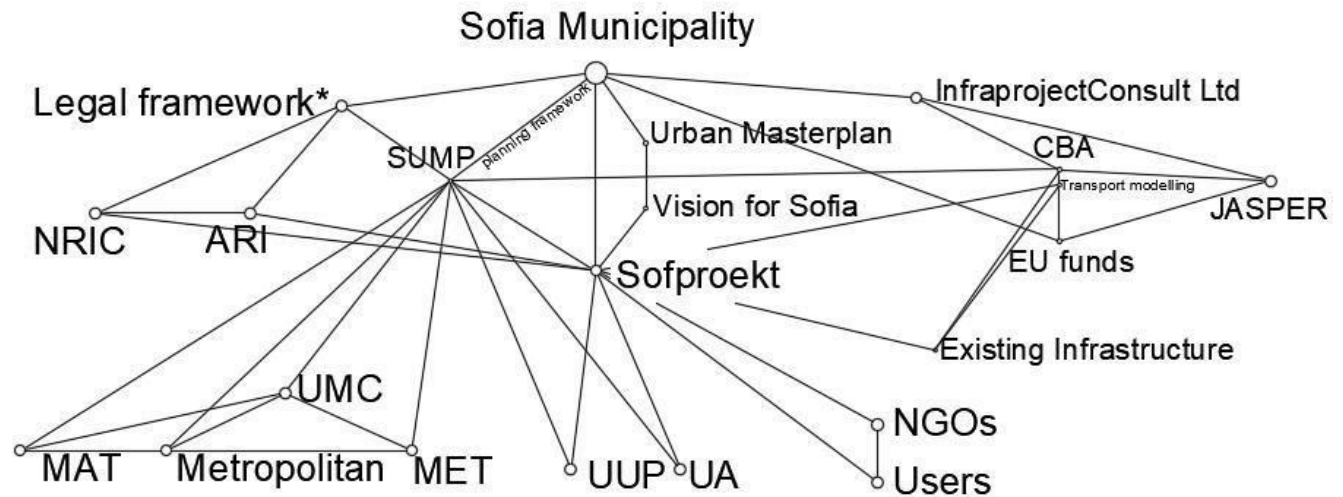 Sofia Municipality
Legal framework*
InfraprojectConsult Ltd
planning framework
Urban Masterplan
SUMP
CBA
Transport modelling
Vision for Sofia
JASPER
NRIC
ARI
Sofproekt
EU funds
Existing Infrastructure
UMC
NGOs
MAT
Metropolitan
MET
UUP
UA
Users